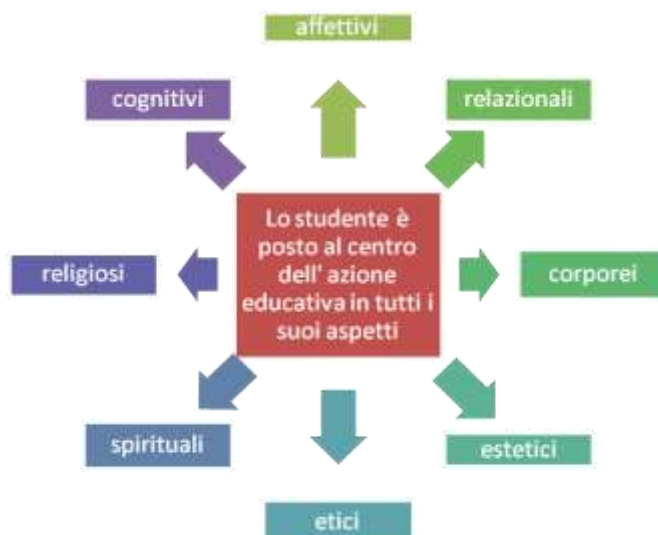 affettivi
cognitivi
relazionali
Lo studente è
posto al centro
dell' azione
educativa in tutti i
suoi aspetti
religiosi
corporei
spirituali
estetici
etici